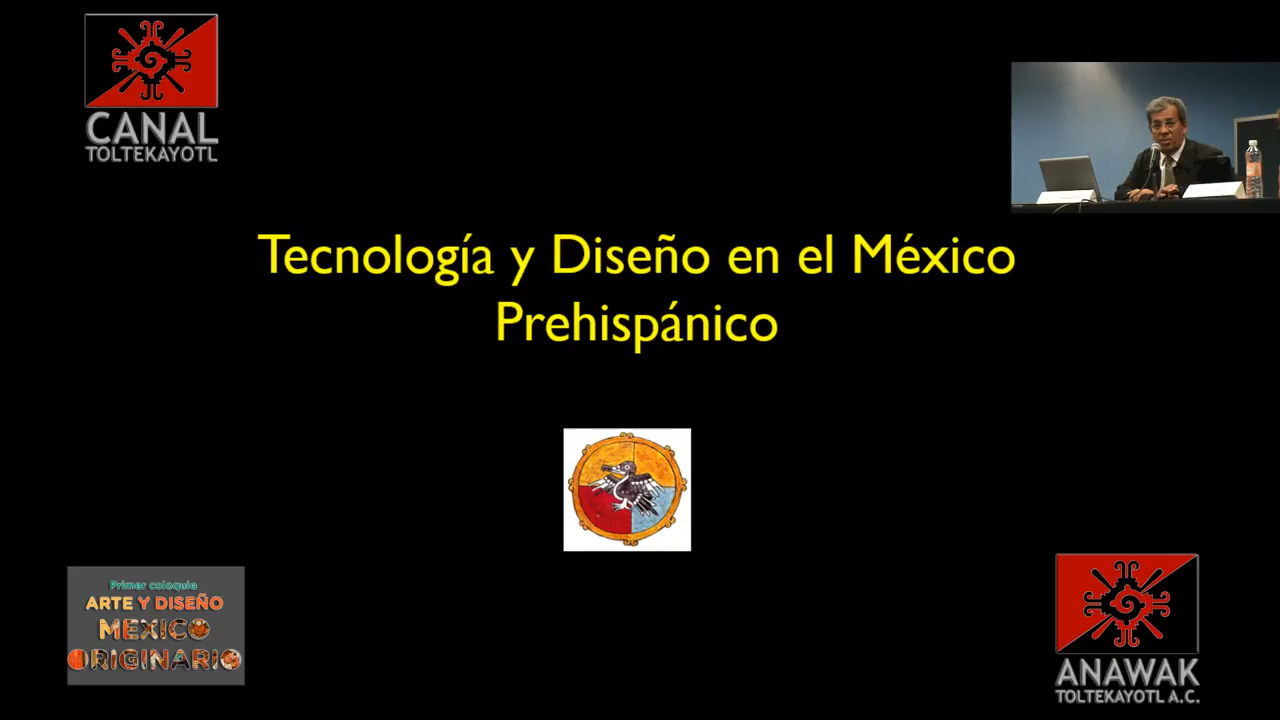 CANAL
TOLTEKAYOTL
Tecnología y Diseño en el México
Prehispánico
Primer coloquio
ARTE Y DISEÑO
MEXICO
ORIGINARIO
ANAWAK
TOLTEKAYOTL A.C.